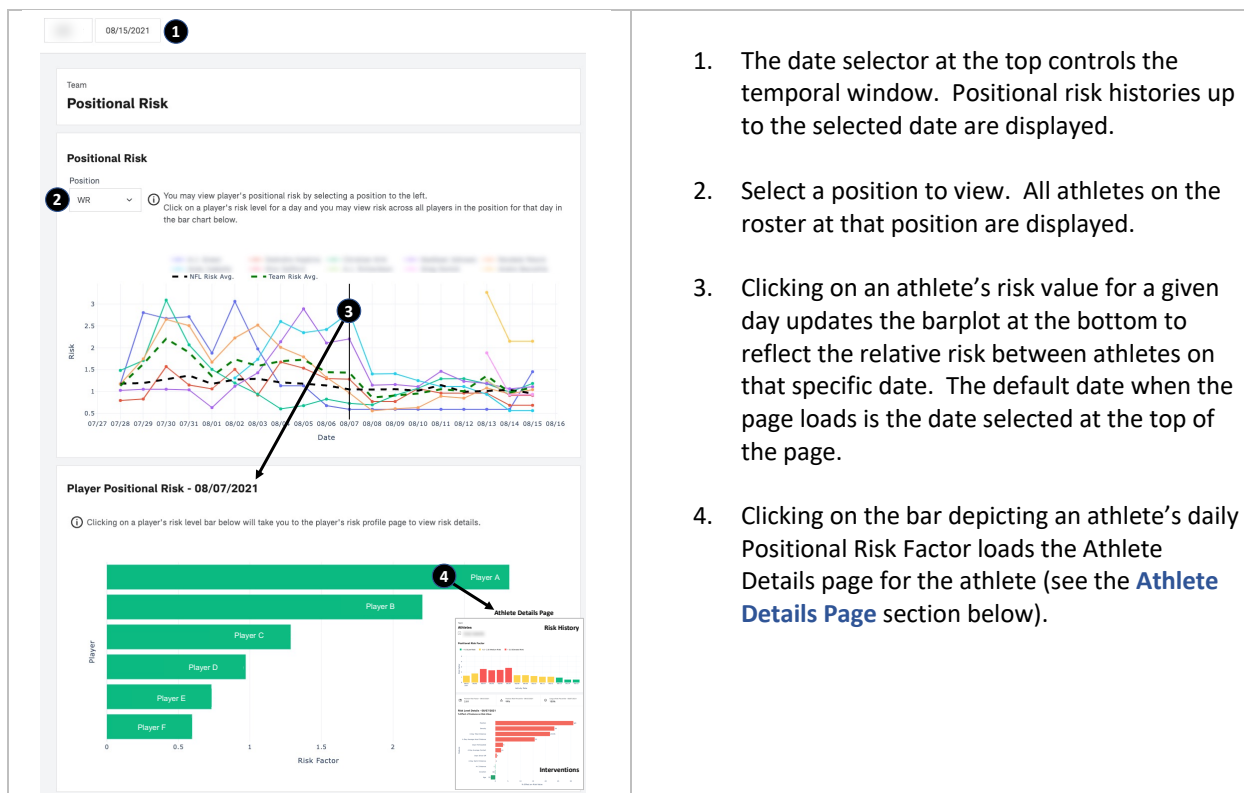 08/15/2021
1
Team
Positional Risk
Positional Risk
Position
2
WR
You may view player's positional risk by selecting a position to the left.
Click on a player's risk level for a day and you may view risk across all players in the position for that day in
the bar chart below.
NFL Risk Avg.
Team Risk Avg.
3
2.5
2
1.5
1
0.5
Risk
3
07/27 07/28 07/29 07/30 07/31 08/01 08/02 08/03 08/04 08/05 08/06 08/07 08/08 08/09 08/10 08/11 08/12 08/13 08/14 08/15 08/16
Date
Player Positional Risk - 08/07/2021
Clicking on a player's risk level bar below will take you to the player's risk profile page to view risk details.
Player
Player A
Player B
Player C
Player D
Player E
Player F
0 0.5 1 1.5 2
Risk Factor
4
Athlete Details Page
Risk History
Interventions
1. The date selector at the top controls the
temporal window. Positional risk histories up
to the selected date are displayed.
2. Select a position to view. All athletes on the
roster at that position are displayed.
3. Clicking on an athlete's risk value for a given
day updates the barplot at the bottom to
reflect the relative risk between athletes on
that specific date. The default date when the
page loads is the date selected at the top of
the page.
4. Clicking on the bar depicting an athlete's daily
Positional Risk Factor loads the Athlete
Details page for the athlete (see the Athlete
Details Page section below).